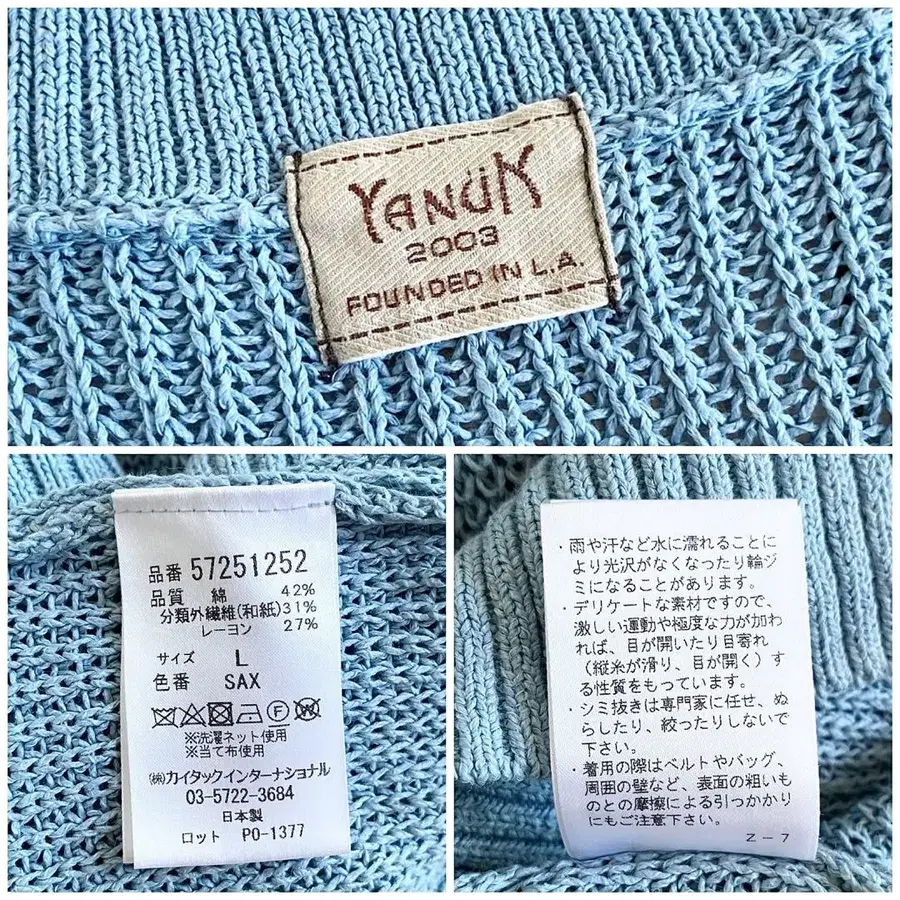 YANÜK
2003
FOUNDED IN L.A.
品番 57251252
品質 綿 42%
分類外繊維(和紙)31%
レーヨン 27%
サイズ L
色番 SAX
F W
※洗濯ネット使用
※当て布使用
㈱カイタックインターナショナル
03-5722-3684
日本製
ロット PO-1377
・雨や汗など水に濡れることに
より光沢がなくなったり輪ジ
ミになることがあります。
・デリケートな素材ですので、
激しい運動や極度な力が加わ
れば、目が開いたり目寄れ
(縦糸が滑り、目が開く)す
る性質をもっています。
・シミ抜きは専門家に任せ、ぬ
らしたり、絞ったりしないで
下さい。
・着用の際はベルトやバッグ、
周囲の壁など、表面の粗いも
のとの摩擦による引っかかり
にもご注意下さい。
Z-7